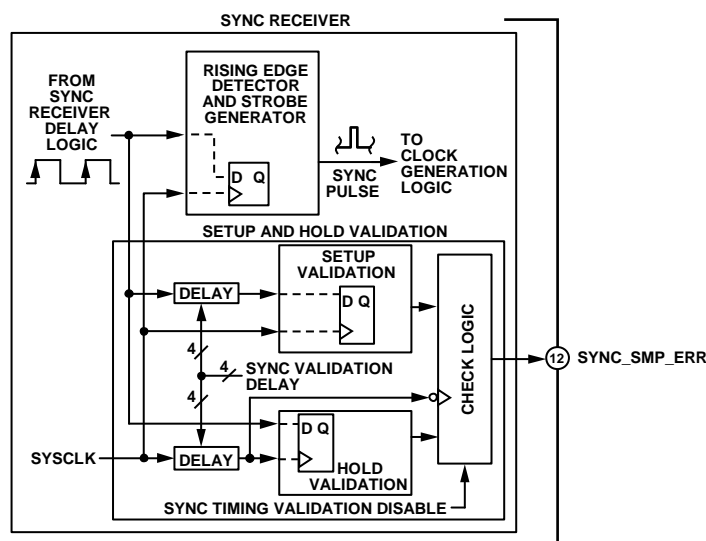 SYNC RECEIVER
FROM
SYNC
RECEIVER
DELAY
LOGIC
RISING EDGE
DETECTOR
AND STROBE
GENERATOR
D Q
SYNC
PULSE
TO
CLOCK
GENERATION
LOGIC
SETUP AND HOLD VALIDATION
SETUP
VALIDATION
DELAY
D Q
4
4
SYNC VALIDATION
DELAY
4
CHECK LOGIC
12 SYNC_SMP_ERR
D Q
SYSCLK
DELAY
HOLD
VALIDATION
SYNC TIMING VALIDATION DISABLE